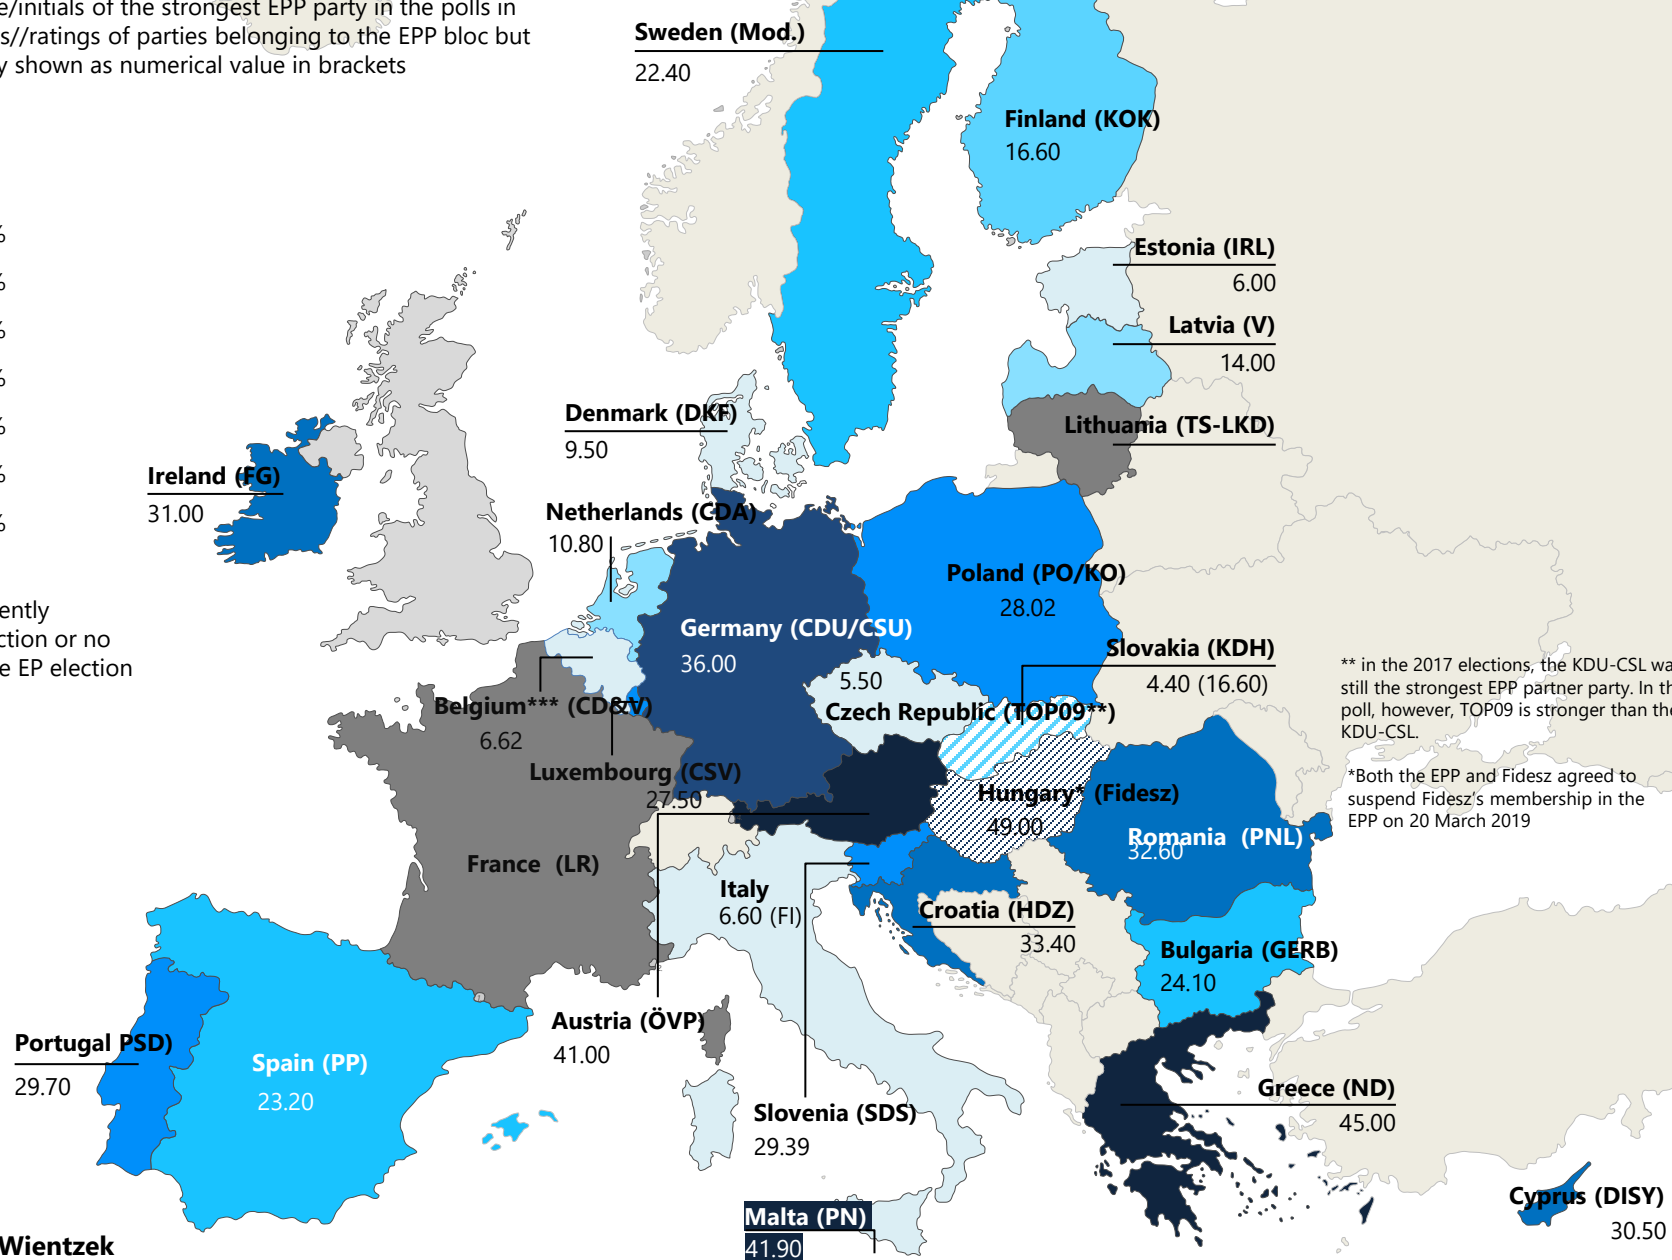 e/initials of the strongest EPP party in the polls in
s//ratings of parties belonging to the EPP bloc but
y shown as numerical value in brackets
Sweden (Mod.)
22.40
Finland (KOK)
16.60
%
%
%
%
%
%
%
Estonia (IRL)
6.00
Latvia (V)
14.00
Lithuania (TS-LKD)
Denmark (DKF)
9.50
Ireland (FG)
31.00
Netherlands (CDA)
10.80
Poland (PO/KO)
28.02
Germany (CDU/CSU)
36.00
ently
ction or no
e EP election
Slovakia (KDH)
4.40 (16.60)
5.50
Czech Republic (TOP09**)
** in the 2017 elections, the KDU-CSL wa
still the strongest EPP partner party. In th
poll, however, TOP09 is stronger than the
KDU-CSL.
Belgium*** (CD&V)
6.62
Luxembourg (CSV)
27.50
*Both the EPP and Fidesz agreed to
suspend Fidesz's membership in the
EPP on 20 March 2019
Hungary* (Fidesz)
49.00
Romania (PNL)
32.60
France (LR)
Italy
6.60 (FI)
Croatia (HDZ)
33.40
Bulgaria (GERB)
24.10
Austria (ÖVP)
41.00
Portugal PSD)
29.70
Spain (PP)
23.20
Slovenia (SDS)
29.39
Greece (ND)
45.00
Cyprus (DISY)
30.50
Malta (PN)
41.90
Wientzek